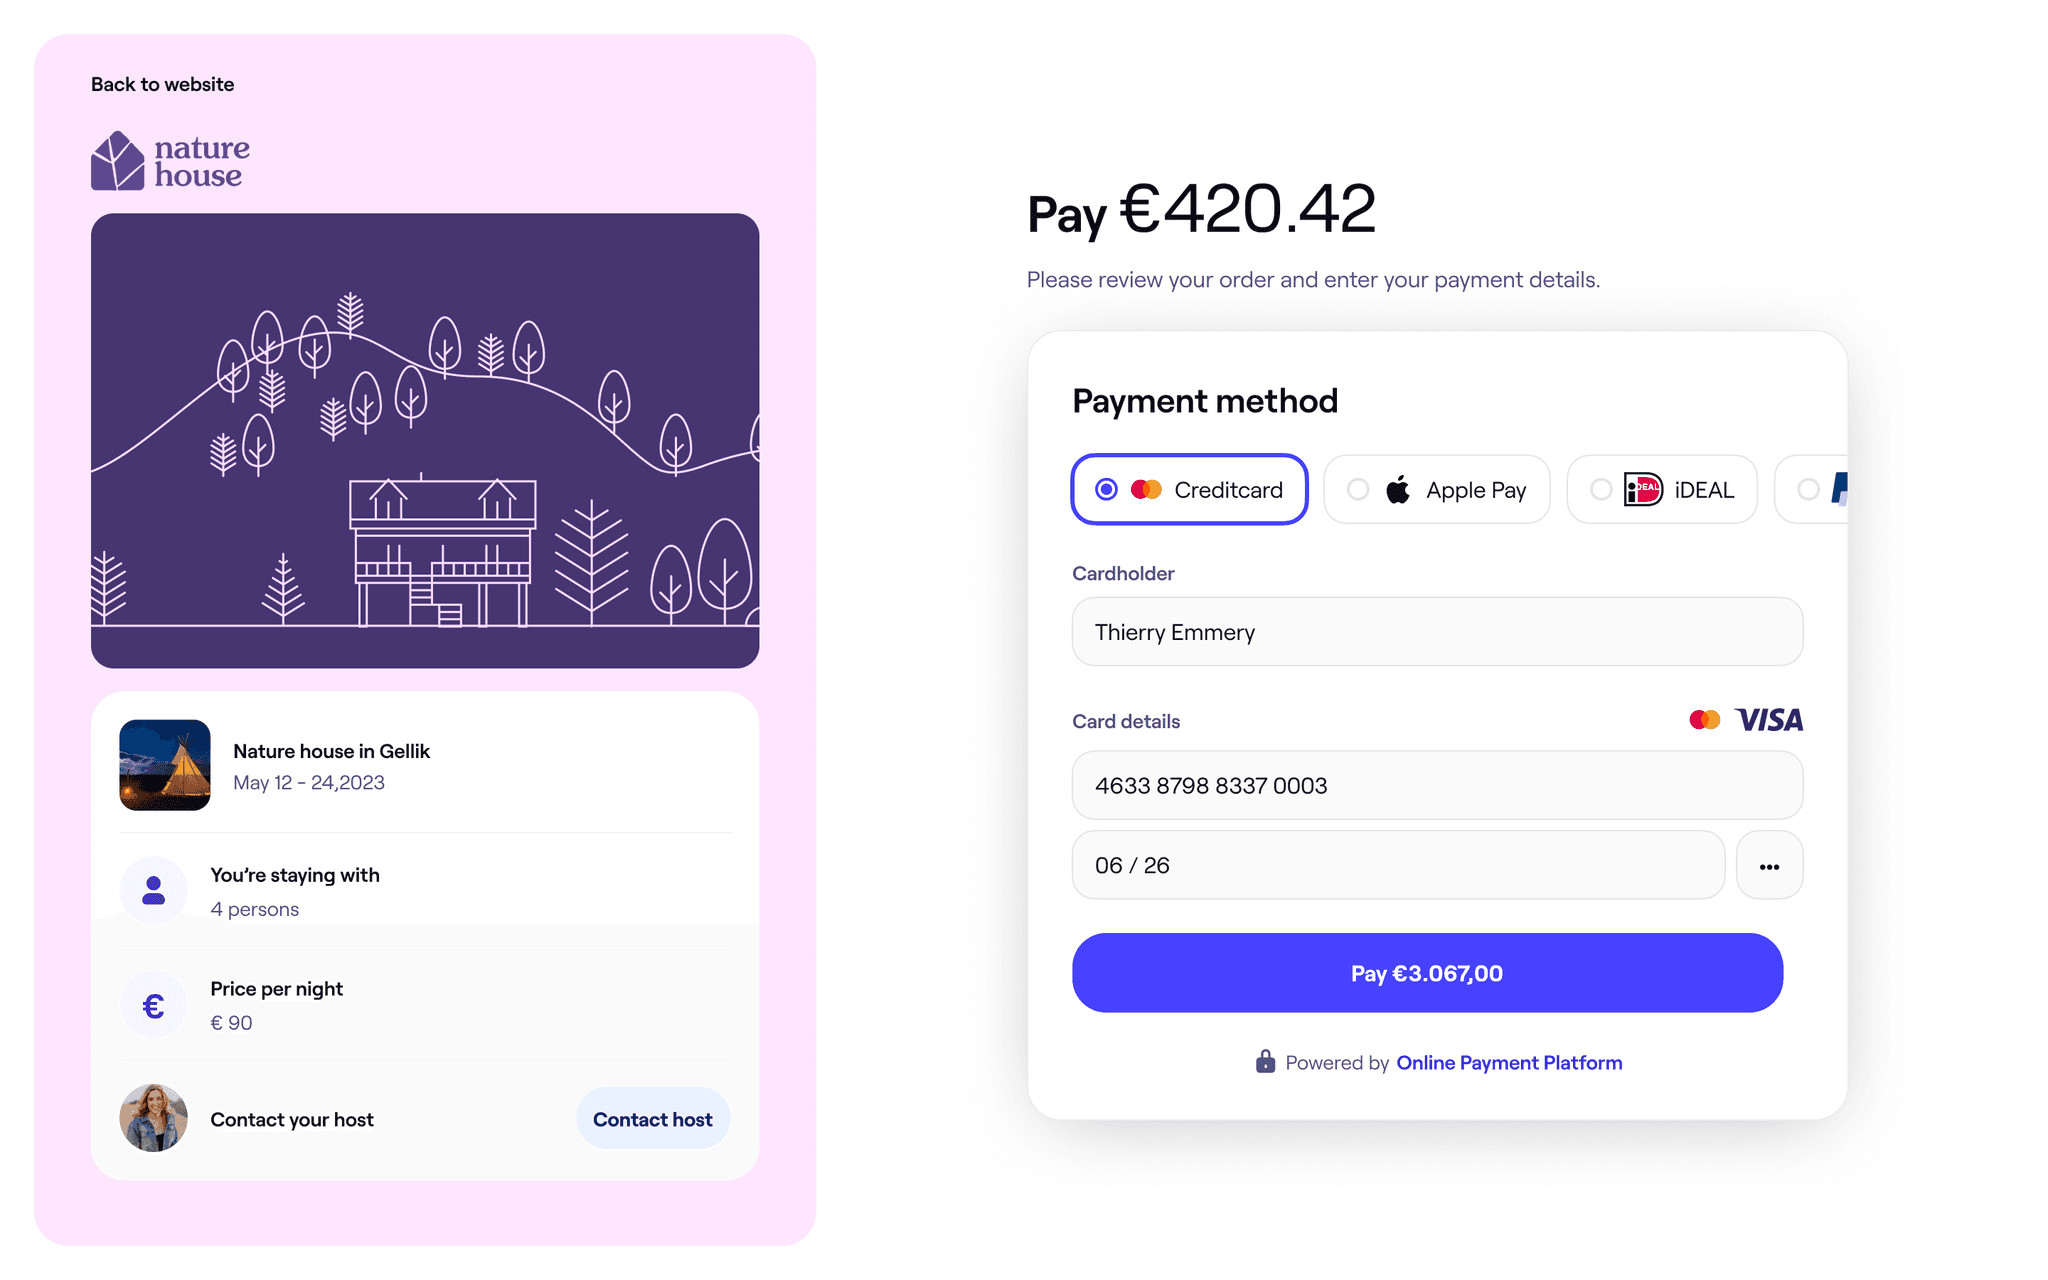 Back to website
nature
house
Nature house in Gellik
May 12 - 24,2023
You're staying with
4 persons
€
Price per night
€ 90
Contact your host
Contact host
Pay €420.42
Please review your order and enter your payment details.
Payment method
Creditcard
Apple Pay
iDEAL
iDEAL
Cardholder
Thierry Emmery
Card details
VISA
4633 8798 8337 0003
06 / 26
•••
Pay €3.067,00
Powered by Online Payment Platform